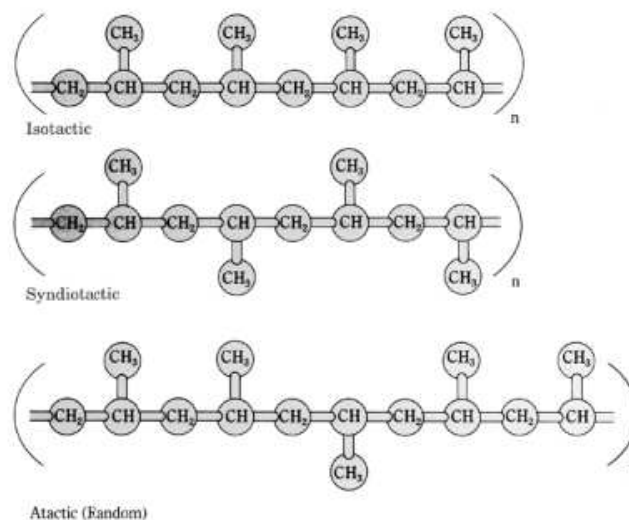 CH₃ CH₃ CH₃ CH₃
CH₂ CH CH₂ CH CH₂ CH CH₂ CH
n
Isotactic
CH₃ CH₃
CH₂ CH CH₂ CH CH₂ CH CH₂ CH
CH₃ CH₃
n
Syndiotactic
CH₃ CH₃ CH₃ CH₃
CH₂ CH CH₂ CH CH₂ CH CH₂ CH CH₂ CH
CH₃
Atactic (Random)